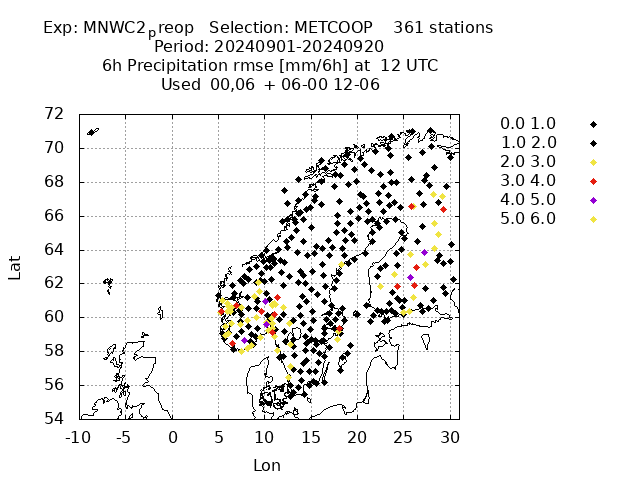 Exp: MNWC2preop   Selection: METCOOP    361 stations
Period: 20240901-20240920
6h Precipitation rmse [mm/6h] at  12 UTC
Used  00,06  + 06-00 12-06
72
70
68
66
64
62
60
58
56
54
-10 -5 0 5 10 15 20 25 30
Lat
Lon
0.0 1.0
1.0 2.0
2.0 3.0
3.0 4.0
4.0 5.0
5.0 6.0